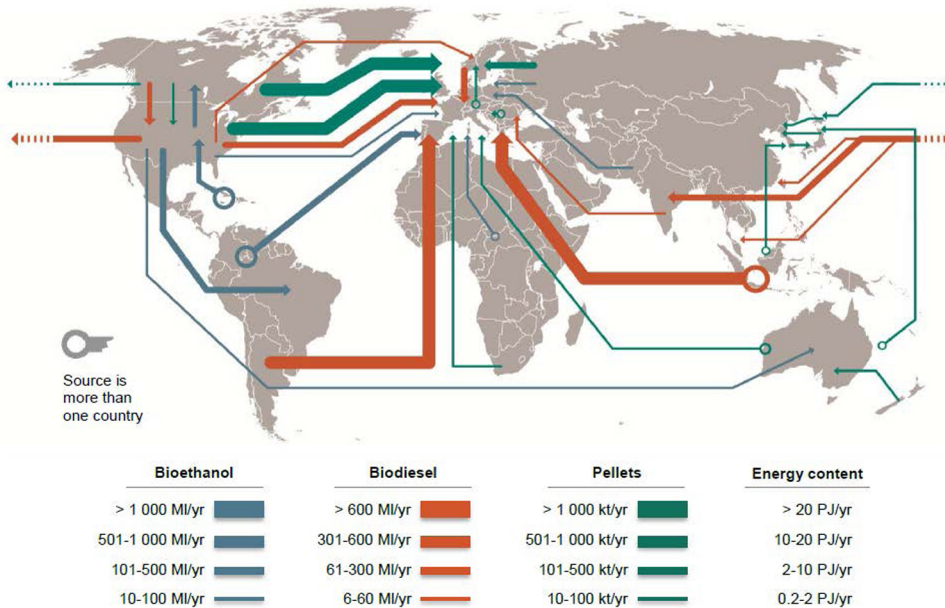 Source is
more than
one country
Bioethanol Biodiesel Pellets Energy content
> 1 000 Ml/yr > 600 Ml/yr > 1 000 kt/yr > 20 PJ/yr
501-1 000 Ml/yr 301-600 Ml/yr 501-1 000 kt/yr 10-20 PJ/yr
101-500 Ml/yr 61-300 Ml/yr 101-500 kt/yr 2-10 PJ/yr
10-100 Ml/yr 6-60 Ml/yr 10-100 kt/yr 0.2-2 PJ/yr